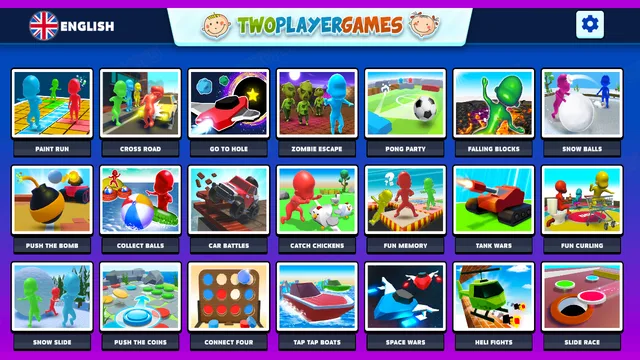 ENGLISH
TWOPLAYERGAMES
PAINT RUN
CROSS ROAD
GO TO HOLE
ZOMBIE ESCAPE
PONG PARTY
FALLING BLOCKS
SNOW BALLS
PUSH THE BOMB
COLLECT BALLS
CAR BATTLES
CATCH CHICKENS
FUN MEMORY
TANK WARS
FUN CURLING
SNOW SLIDE
PUSH THE COINS
CONNECT FOUR
TAP TAP BOATS
SPACE WARS
HELI FIGHTS
SLIDE RACE